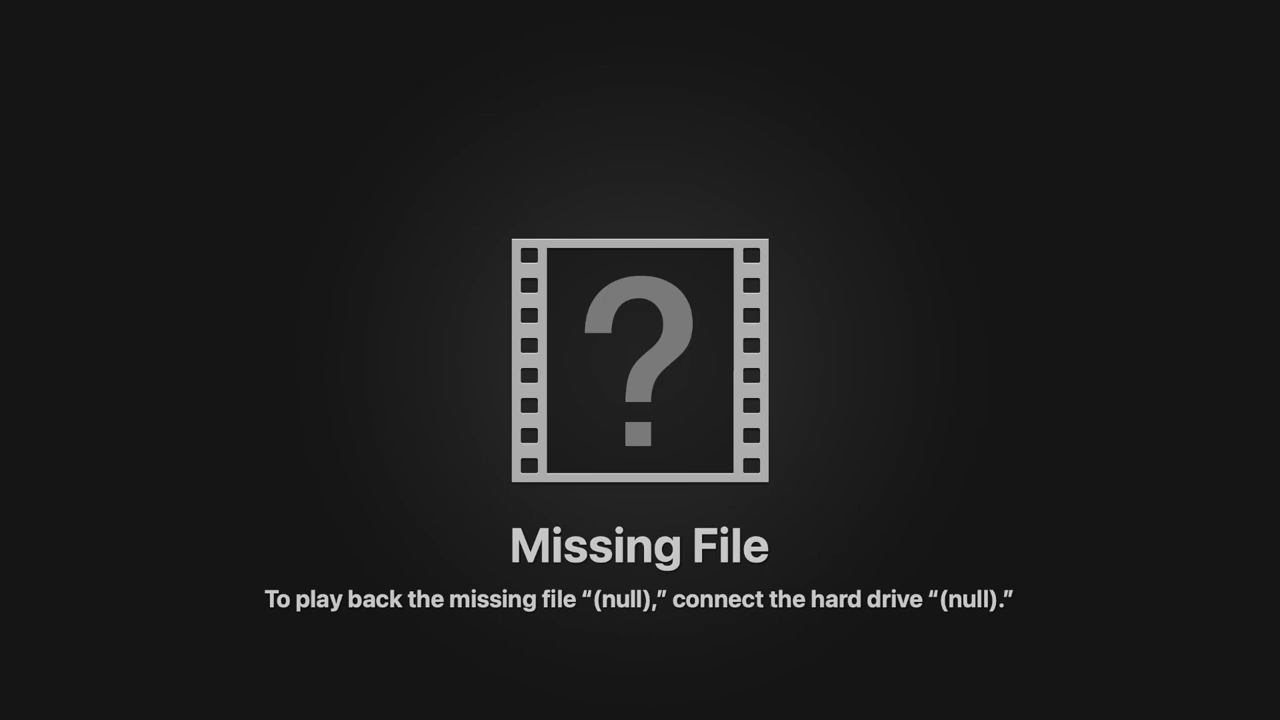 ?
Missing File
To play back the missing file “(null),” connect the hard drive “(null).”